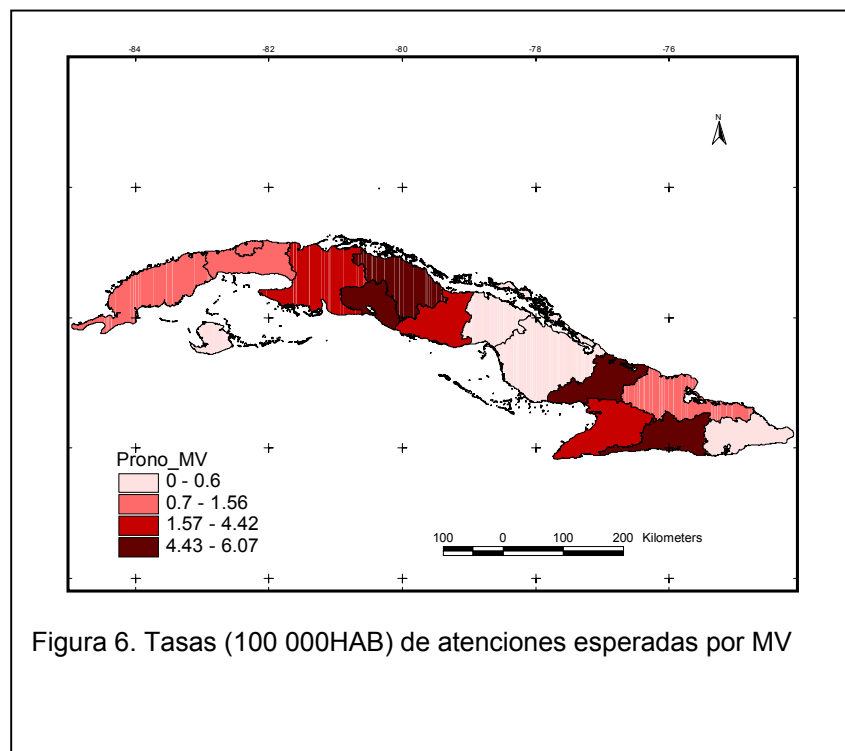 -84 -82 -80 -78 -76
N
Prono_MV
0 - 0.6
0.7 - 1.56
1.57 - 4.42
4.43 - 6.07
100 0 100 200 Kilometers
Figura 6. Tasas (100 000HAB) de atenciones esperadas por MV